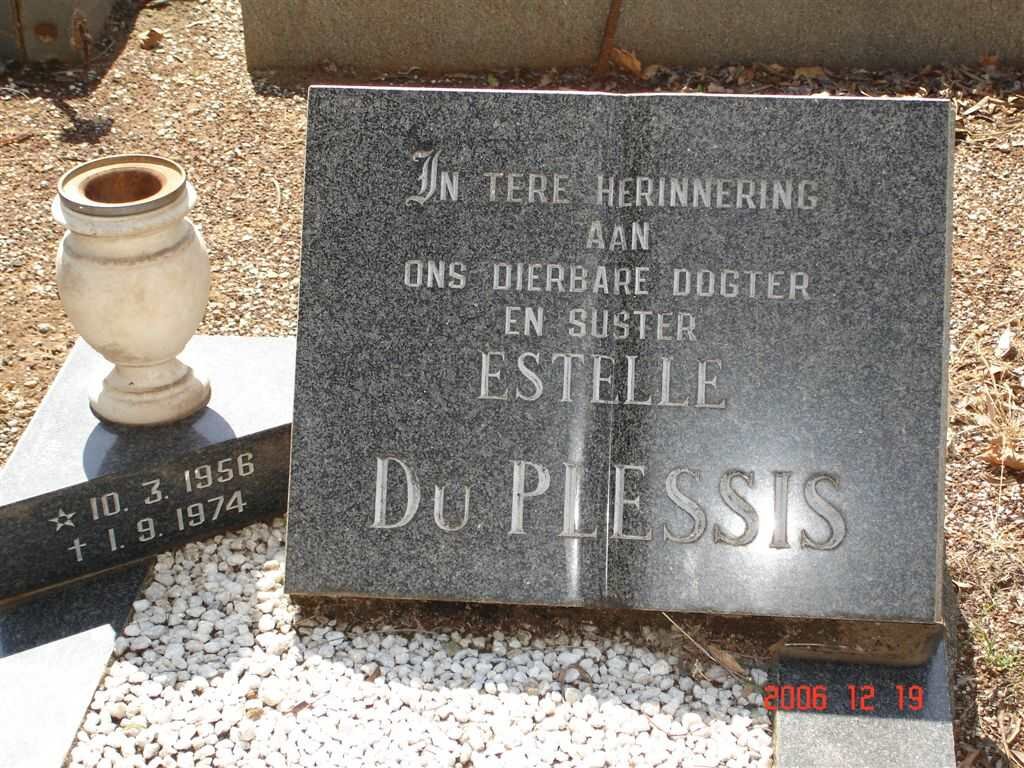 In tere herinnering
aan
ons dierbare dogter
en suster
Estelle
Du Plessis
☆ 10. 3. 1956
† 1. 9. 1974
2006 12 19